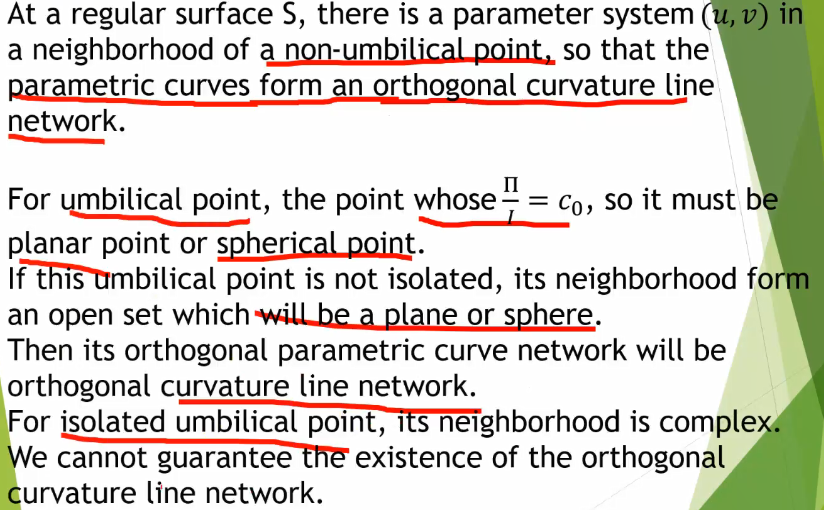 At a regular surface S, there is a parameter system (u, v) in
a neighborhood of a non-umbilical point, so that the
parametric curves form an orthogonal curvature line
network.
For umbilical point, the point whose Π/I = c₀, so it must be
planar point or spherical point.
If this umbilical point is not isolated, its neighborhood form
an open set which will be a plane or sphere.
Then its orthogonal parametric curve network will be
orthogonal curvature line network.
For isolated umbilical point, its neighborhood is complex.
We cannot guarantee the existence of the orthogonal
curvature line network.